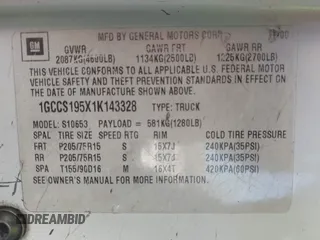 GM
MFD BY GENERAL MOTORS CORP
GVWR GAWR FRT GAWR RR
2087KG(4600LB) 1134KG(2500LB) 1225KG(2700LB)
THIS VEHICLE CONFORMS TO ALL APPLICABLE U.S. FEDERAL MOTOR
VEHICLE SAFETY AND THEFT PREVENTION STANDARDS IN EFFECT
ON THE DATE OF MANUFACTURE SHOWN ABOVE.
1GCCS195X1K143328 TYPE: TRUCK
MODEL: S10653 PAYLOAD = 581KG(1280LB)
TIRE SIZE SPEED RTG RIM COLD TIRE PRESSURE
FRT P205/75R15 S 15X7J 240KPA(35PSI)
RR P205/75R15 S 15X7J 240KPA(35PSI)
SPA T155/90D16 M 16X4T 420KPA(60PSI)
SEE OWNER'S MANUAL FOR MORE INFORMATION.
CARFAST BID